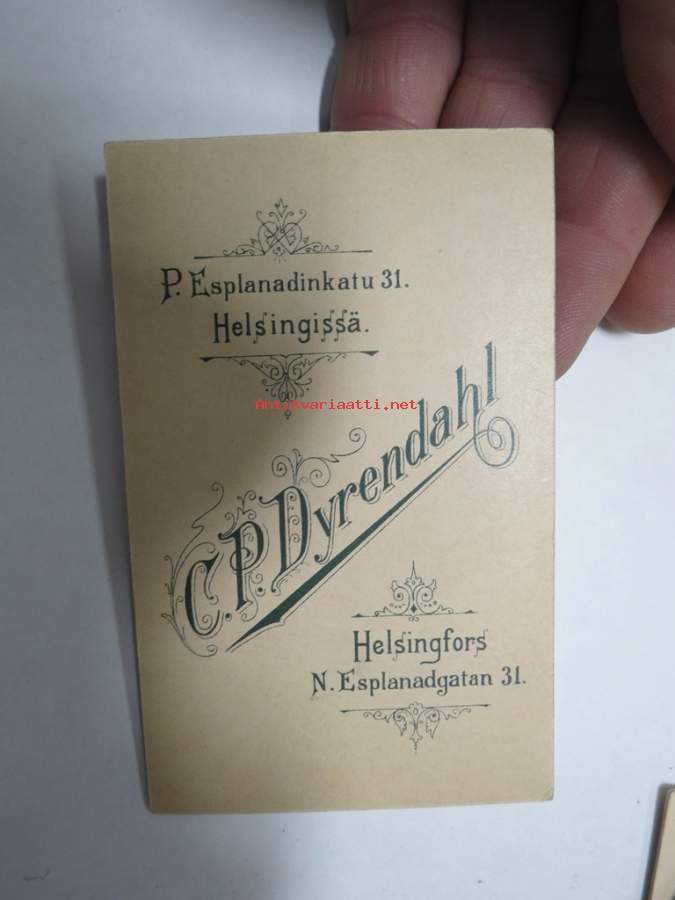 P. Esplanadinkatu 31.
Helsingissä.
Antikvariaatti.net
C.P. Dyrendahl
Helsingfors
N. Esplanadgatan 31.